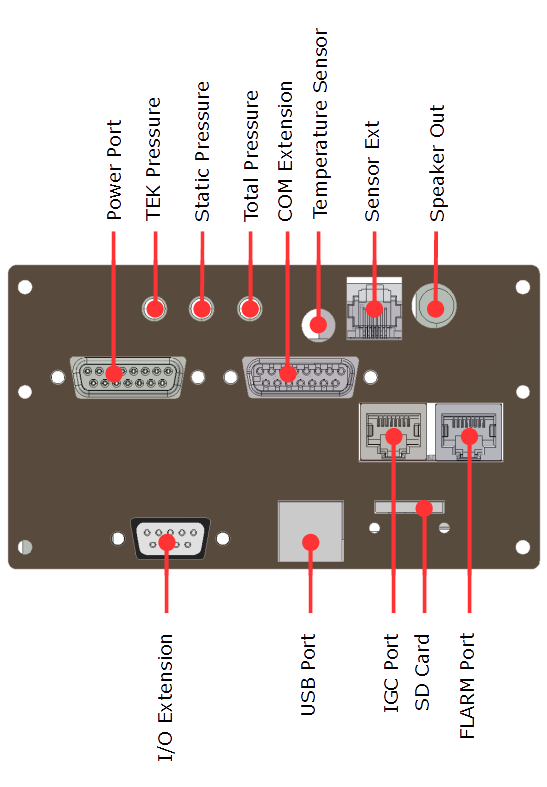 Power Port
TEK Pressure
Static Pressure
Total Pressure
COM Extension
Temperature Sensor
Sensor Ext
Speaker Out
I/O Extension
USB Port
IGC Port
SD Card
FLARM Port